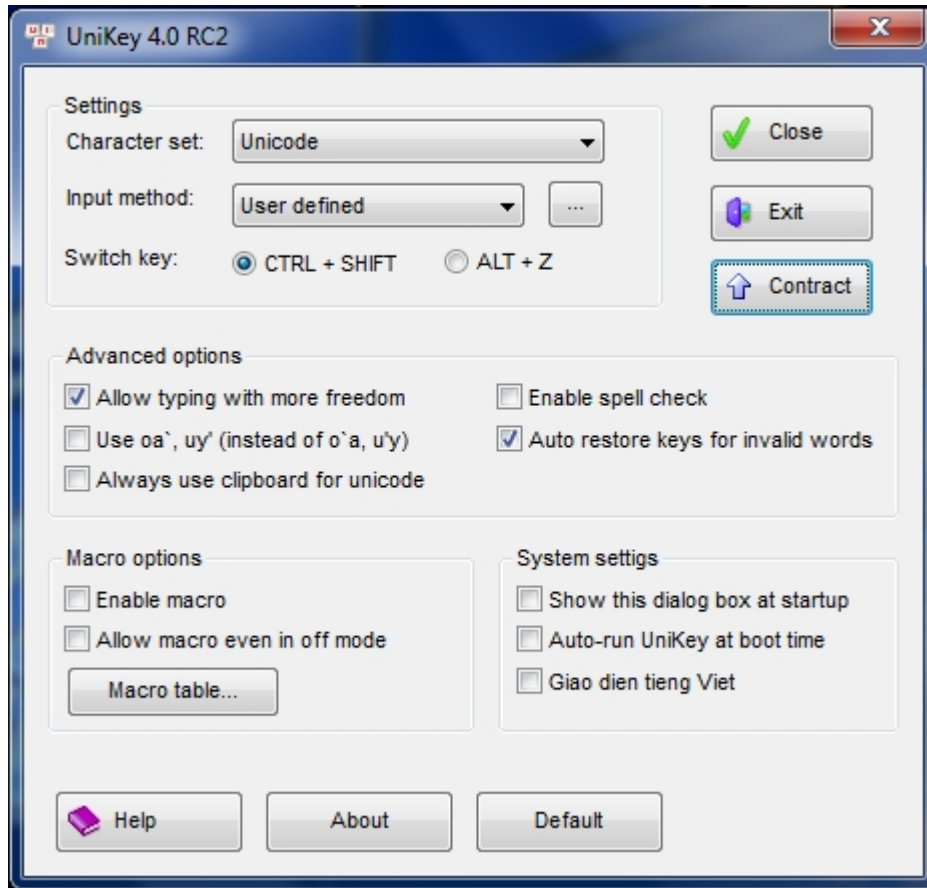 UniKey 4.0 RC2
Settings
Character set: Unicode
Input method: User defined ...
Switch key: CTRL + SHIFT ALT + Z
Close
Exit
Contract
Advanced options
Allow typing with more freedom
Use oa`, uy' (instead of o`a, u'y)
Always use clipboard for unicode
Enable spell check
Auto restore keys for invalid words
Macro options
Enable macro
Allow macro even in off mode
Macro table...
System settigs
Show this dialog box at startup
Auto-run UniKey at boot time
Giao dien tieng Viet
Help
About
Default